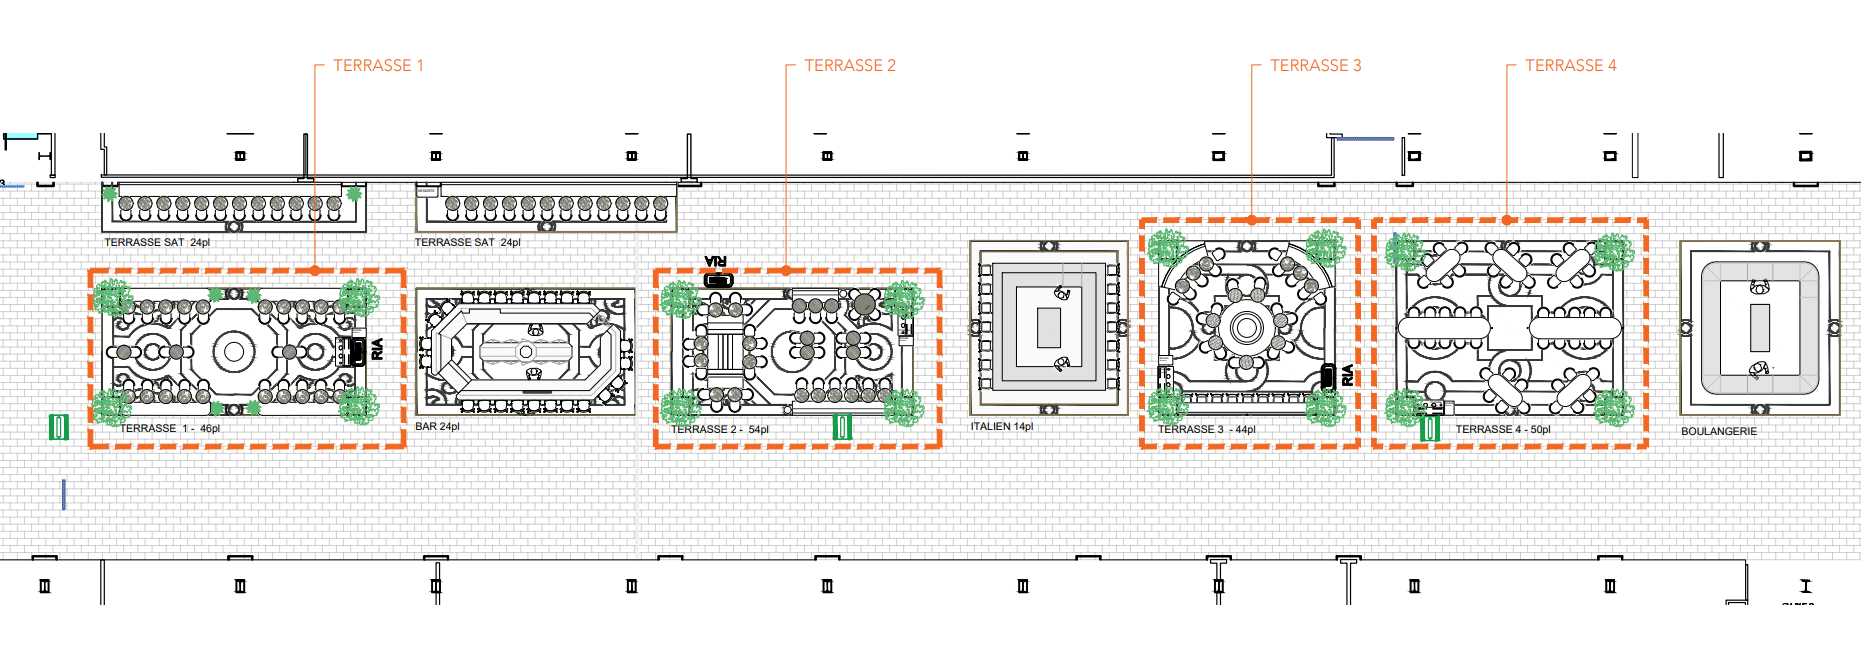 TERRASSE 1
TERRASSE 2
TERRASSE 3
TERRASSE 4
TERRASSE SAT 24pl
TERRASSE SAT 24pl
RIA
RIA
RIA
TERRASSE 1 - 46pl
BAR 24pl
TERRASSE 2 - 54pl
ITALIEN 14pl
TERRASSE 3 - 44pl
TERRASSE 4 - 50pl
BOULANGERIE